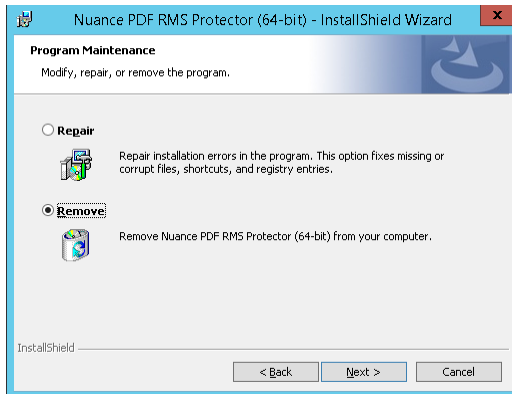 Nuance PDF RMS Protector (64-bit) - InstallShield Wizard
Program Maintenance
Modify, repair, or remove the program.
Repair
Repair installation errors in the program. This option fixes missing or
corrupt files, shortcuts, and registry entries.
Remove
Remove Nuance PDF RMS Protector (64-bit) from your computer.
InstallShield
< Back
Next >
Cancel